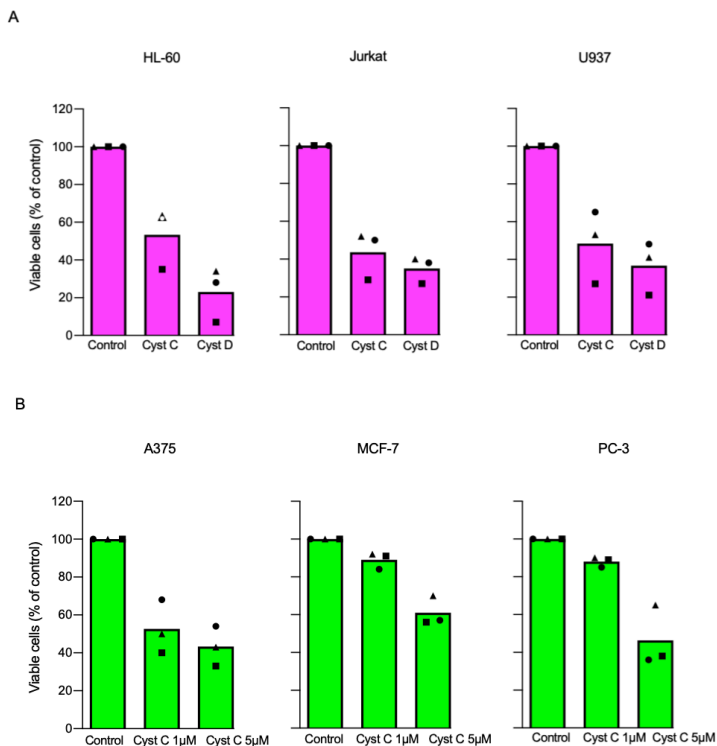 A
HL-60 Jurkat U937
Viable cells (% of control)
120
100
80
60
40
20
0
Control Cyst C Cyst D Control Cyst C Cyst D Control Cyst C Cyst D
B
A375 MCF-7 PC-3
Viable cells (% of control)
120
100
80
60
40
20
0
Control Cyst C 1µM Cyst C 5µM Control Cyst C 1µM Cyst C 5µM Control Cyst C 1µM Cyst C 5µM